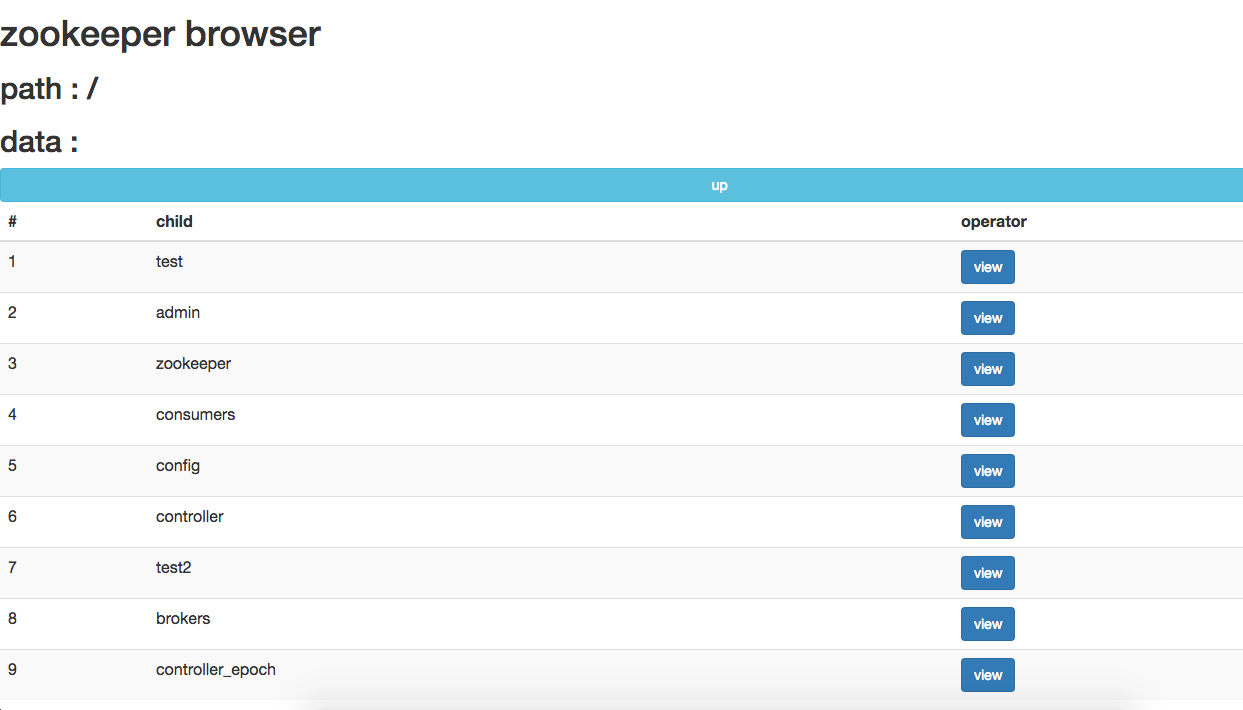 zookeeper browser
path : /
data :
up
# child operator
1 test view
2 admin view
3 zookeeper view
4 consumers view
5 config view
6 controller view
7 test2 view
8 brokers view
9 controller_epoch view